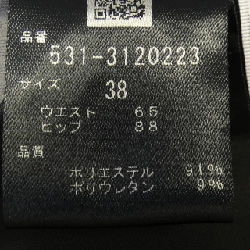 品番
531-3120223
サイズ
38
ウエスト 65
ヒップ 88
品質
ポリエステル 91%
ポリウレタン 9%